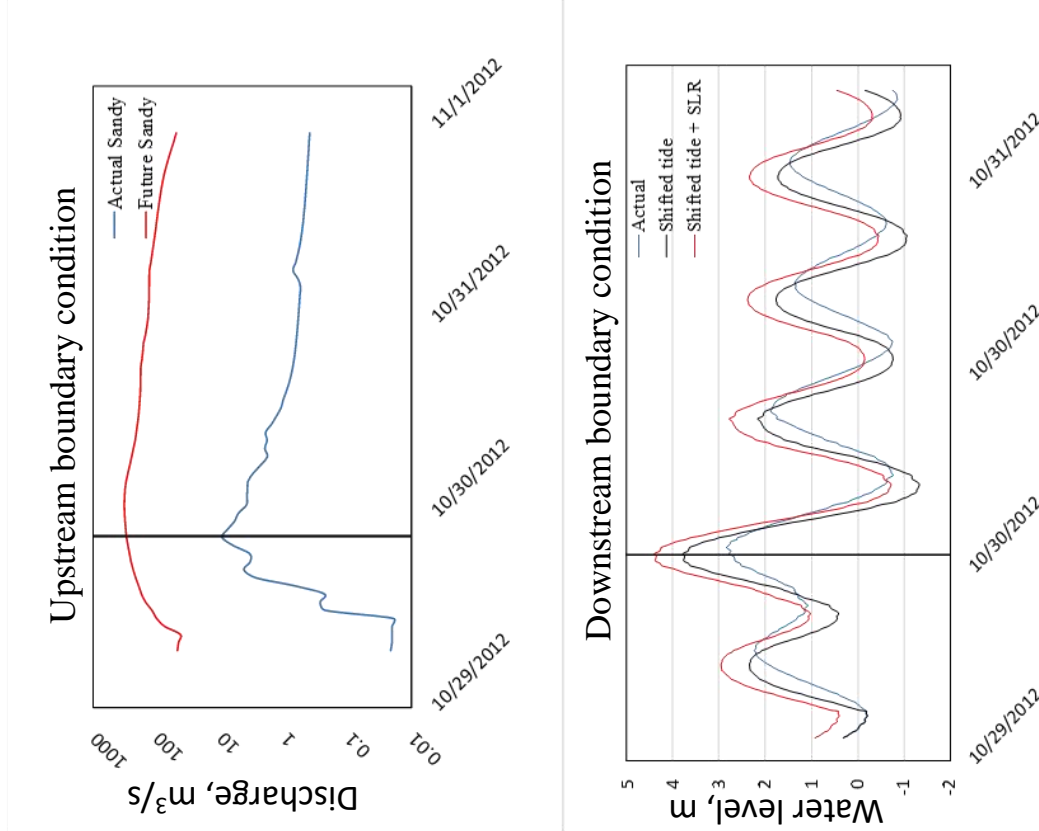 Upstream boundary condition
Actual Sandy
Future Sandy
1000
100
10
1
0.1
0.01
Discharge, m³/s
10/29/2012
10/30/2012
10/31/2012
11/1/2012
Downstream boundary condition
Actual
Shifted tide
Shifted tide + SLR
5
4
3
2
1
0
-1
-2
Water level, m
10/29/2012
10/30/2012
10/30/2012
10/31/2012